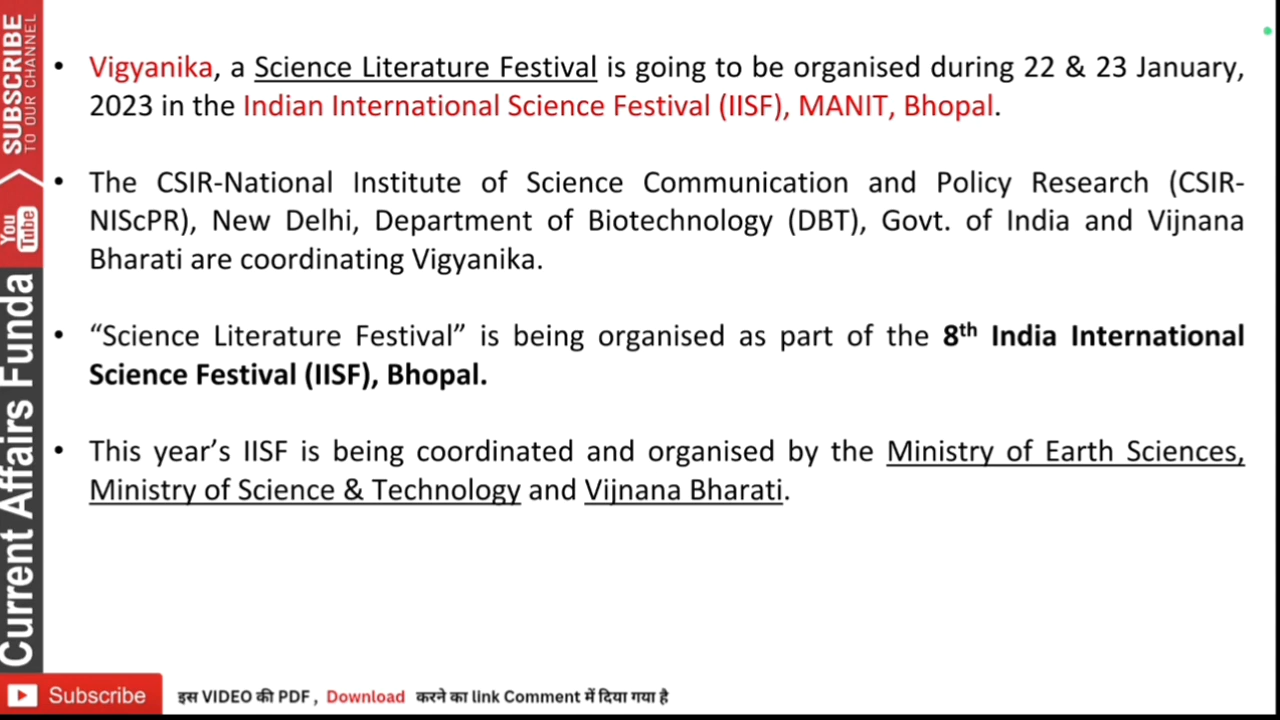 • Vigyanika, a Science Literature Festival is going to be organised during 22 & 23 January,
2023 in the Indian International Science Festival (IISF), MANIT, Bhopal.
• The CSIR-National Institute of Science Communication and Policy Research (CSIR-
NIScPR), New Delhi, Department of Biotechnology (DBT), Govt. of India and Vijnana
Bharati are coordinating Vigyanika.
• “Science Literature Festival” is being organised as part of the 8th India International
Science Festival (IISF), Bhopal.
• This year’s IISF is being coordinated and organised by the Ministry of Earth Sciences,
Ministry of Science & Technology and Vijnana Bharati.
SUBSCRIBE
TO OUR CHANNEL
You Tube
Current Affairs Funda
Subscribe
इस VIDEO की PDF , Download करने का link Comment में दिया गया है